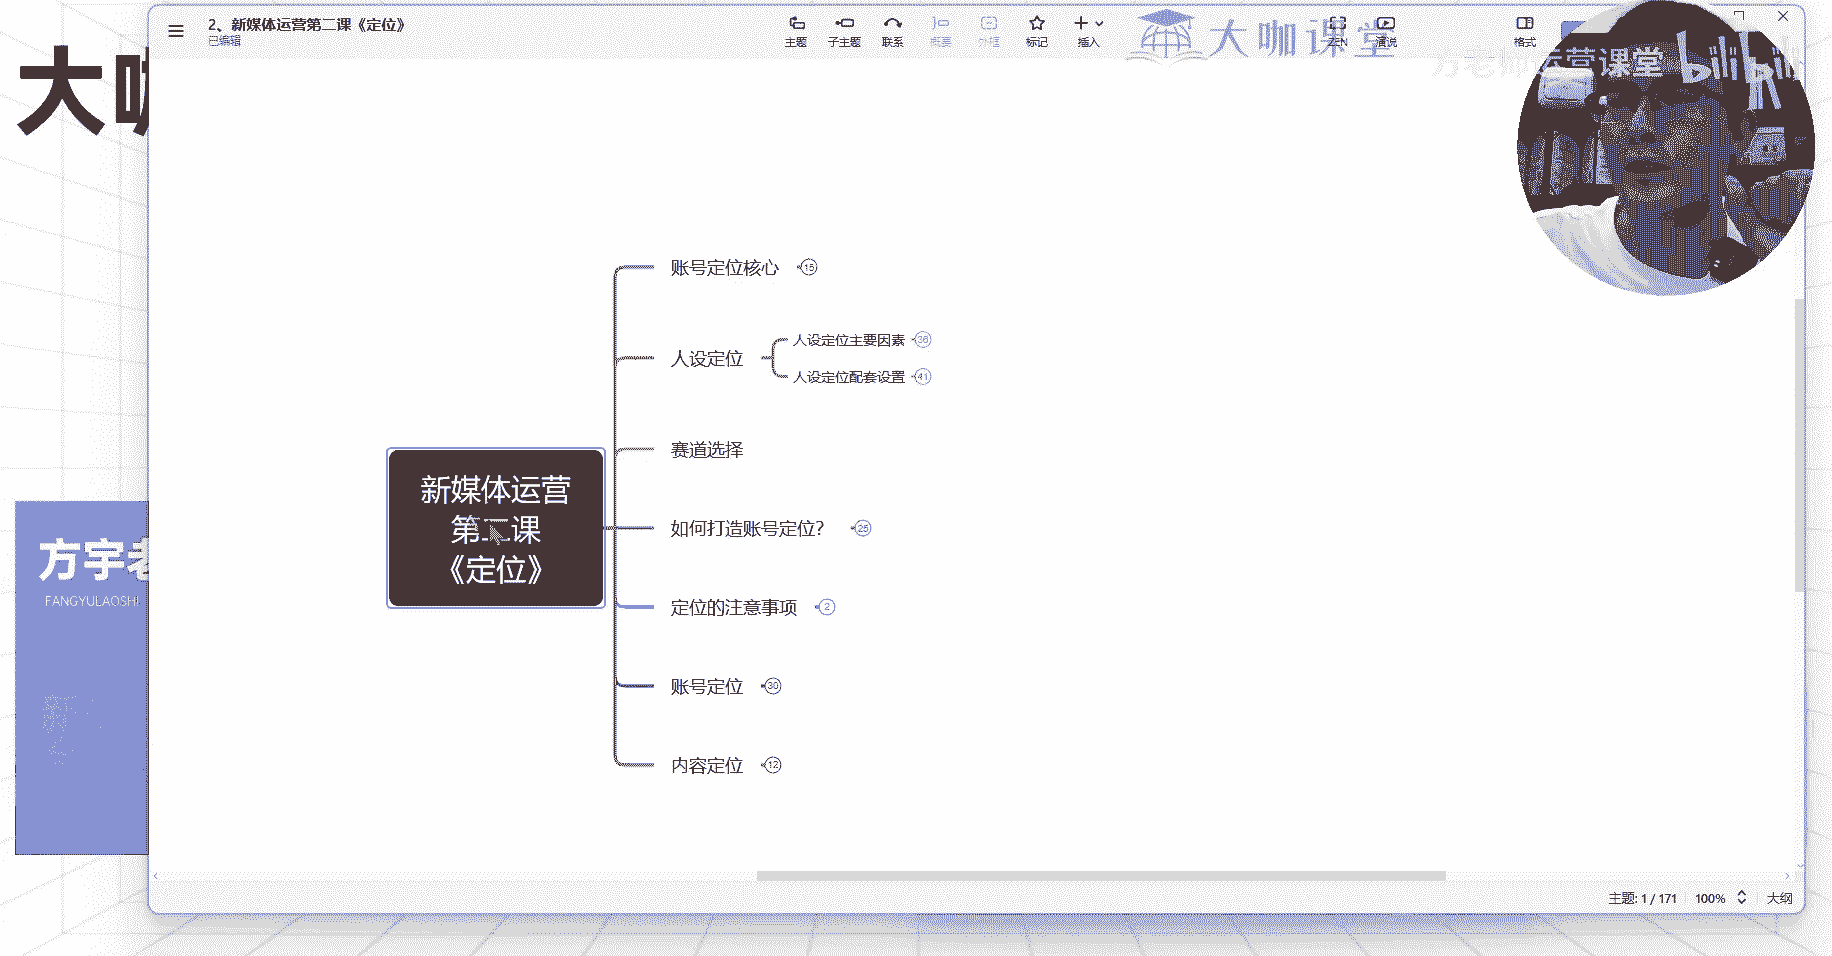 2、新媒体运营第二课《定位》
已编辑
主题
子主题
联系
概要
外框
标记
插入
ZEN
演说
格式
大咖课堂
方老师运营课堂
bilibili
大咖
账号定位核心 15
人设定位
人设定位主要因素 36
人设定位配套设置 41
赛道选择
新媒体运营
第二课
《定位》
如何打造账号定位? 25
定位的注意事项 2
账号定位 30
内容定位 12
方宇老
FANGYULAOSHI
主题: 1 / 171
100%
大纲